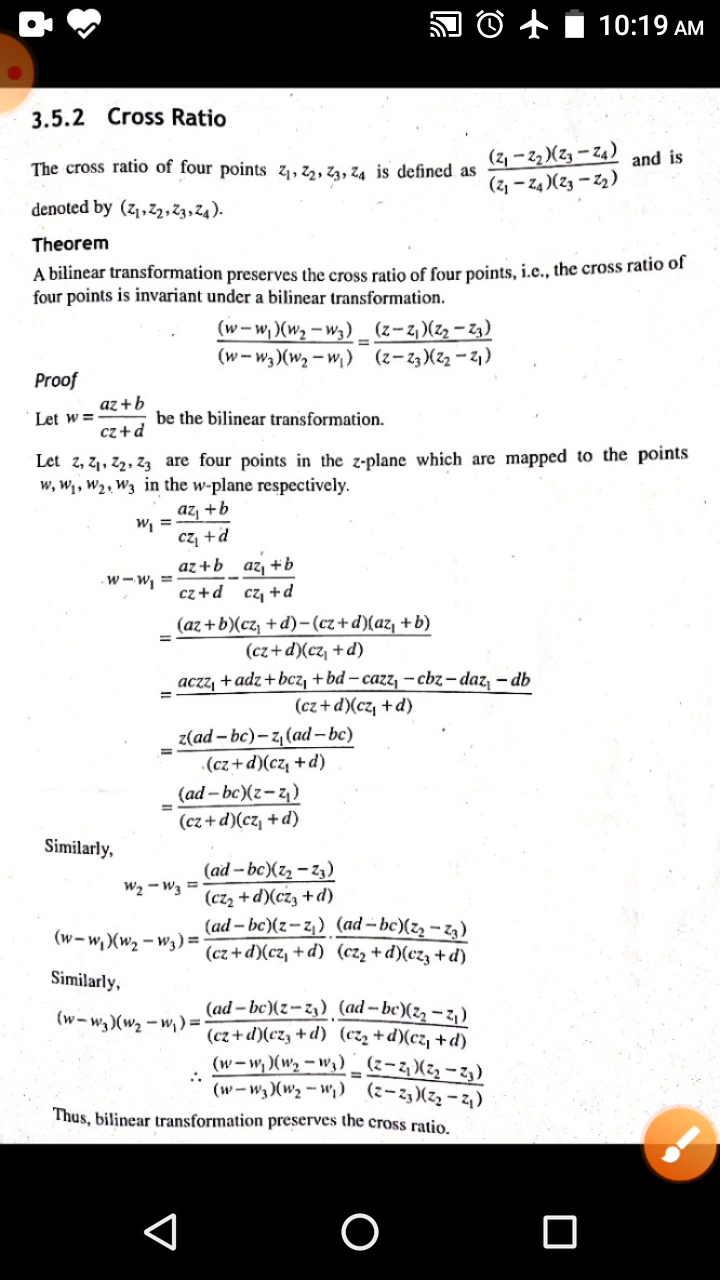 10:19 AM
3.5.2 Cross Ratio
The cross ratio of four points z₁, z₂, z₃, z₄ is defined as (z₁ – z₂)(z₃ – z₄) / (z₁ – z₄)(z₃ – z₂) and is
denoted by (z₁, z₂, z₃, z₄).
Theorem
A bilinear transformation preserves the cross ratio of four points, i.e., the cross ratio of
four points is invariant under a bilinear transformation.
(w – w₁)(w₂ – w₃) / (w – w₃)(w₂ – w₁) = (z – z₁)(z₂ – z₃) / (z – z₃)(z₂ – z₁)
Proof
Let w = az + b / cz + d be the bilinear transformation.
Let z, z₁, z₂, z₃ are four points in the z-plane which are mapped to the points
w, w₁, w₂, w₃ in the w-plane respectively.
w₁ = az₁ + b / cz₁ + d
w – w₁ = az + b / cz + d – az₁ + b / cz₁ + d
= (az + b)(cz₁ + d) – (cz + d)(az₁ + b) / (cz + d)(cz₁ + d)
= aczz₁ + adz + bcz₁ + bd – cazz₁ – cbz – daz₁ – db / (cz + d)(cz₁ + d)
= z(ad – bc) – z₁(ad – bc) / (cz + d)(cz₁ + d)
= (ad – bc)(z – z₁) / (cz + d)(cz₁ + d)
Similarly,
w₂ – w₃ = (ad – bc)(z₂ – z₃) / (cz₂ + d)(cz₃ + d)
(w – w₁)(w₂ – w₃) = (ad – bc)(z – z₁) / (cz + d)(cz₁ + d) · (ad – bc)(z₂ – z₃) / (cz₂ + d)(cz₃ + d)
Similarly,
(w – w₃)(w₂ – w₁) = (ad – bc)(z – z₃) / (cz + d)(cz₃ + d) · (ad – bc)(z₂ – z₁) / (cz₂ + d)(cz₁ + d)
∴ (w – w₁)(w₂ – w₃) / (w – w₃)(w₂ – w₁) = (z – z₁)(z₂ – z₃) / (z – z₃)(z₂ – z₁)
Thus, bilinear transformation preserves the cross ratio.